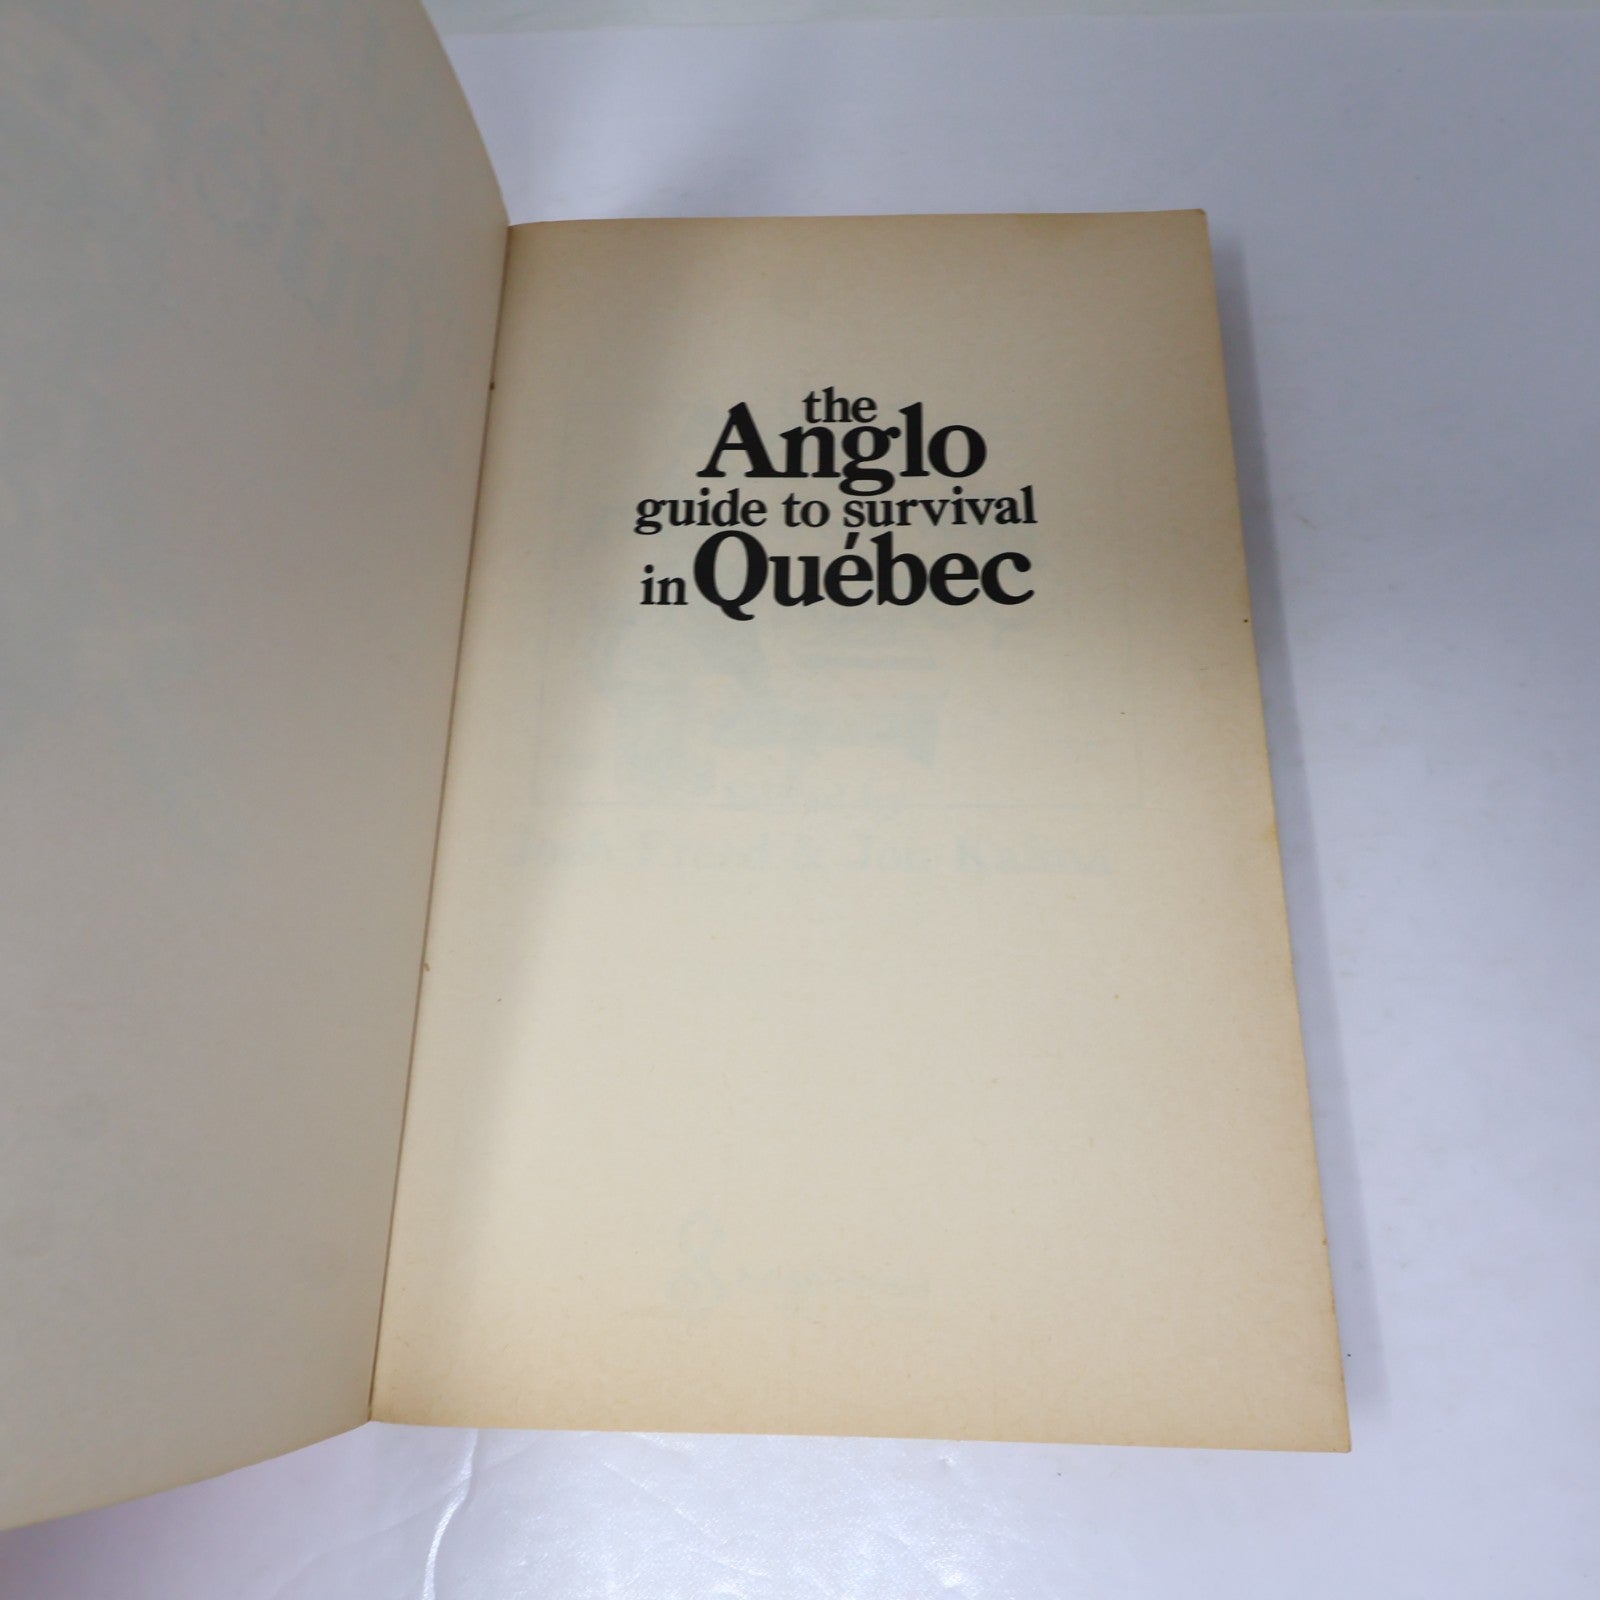 the
Anglo
guide to survival
in Québec